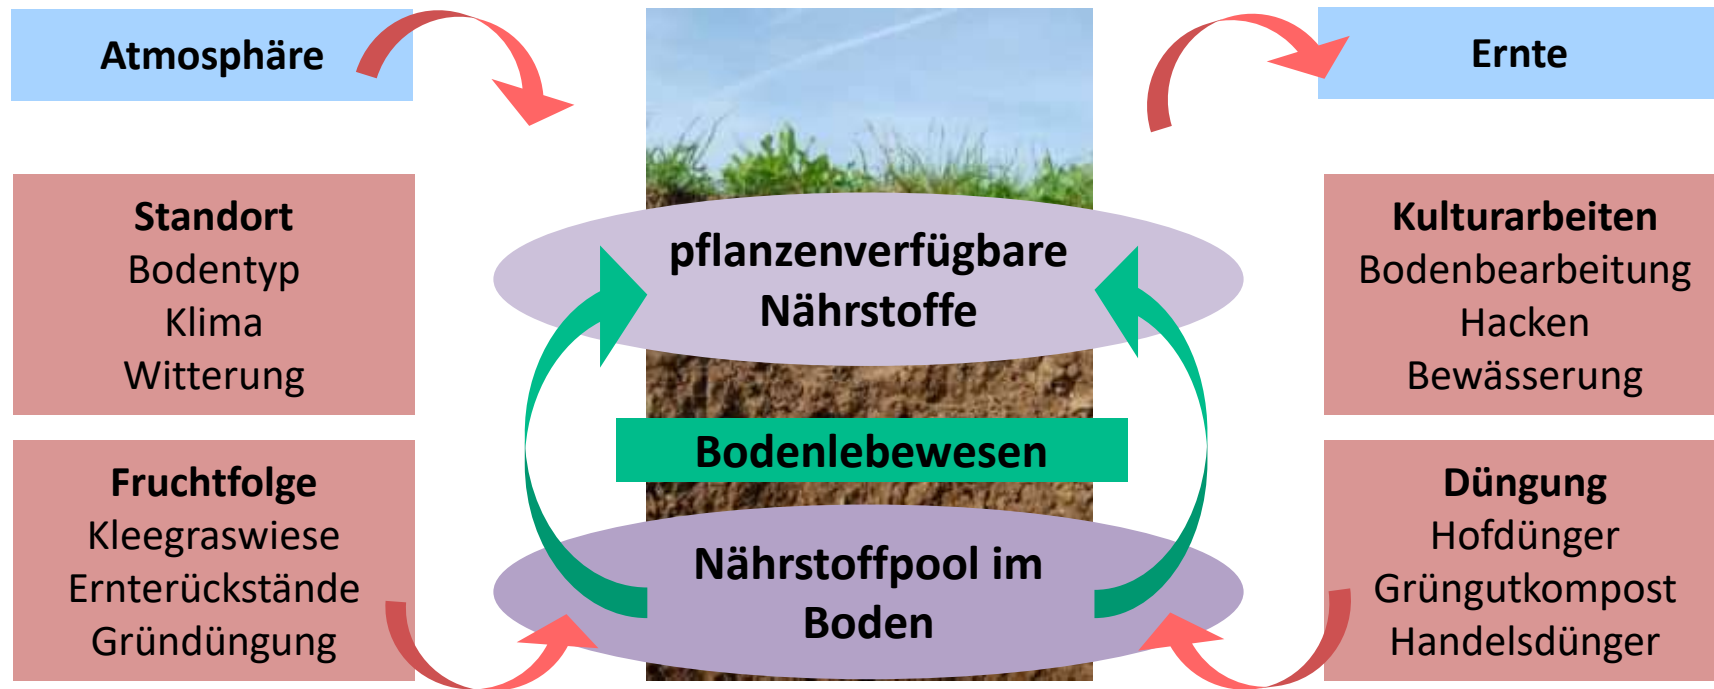 Atmosphäre
Ernte
Standort
Bodentyp
Klima
Witterung
Fruchtfolge
Kleegraswiese
Ernterückstände
Gründüngung
pflanzenverfügbare
Nährstoffe
Bodenlebewesen
Nährstoffpool im
Boden
Kulturarbeiten
Bodenbearbeitung
Hacken
Bewässerung
Düngung
Hofdünger
Grüngutkompost
Handelsdünger